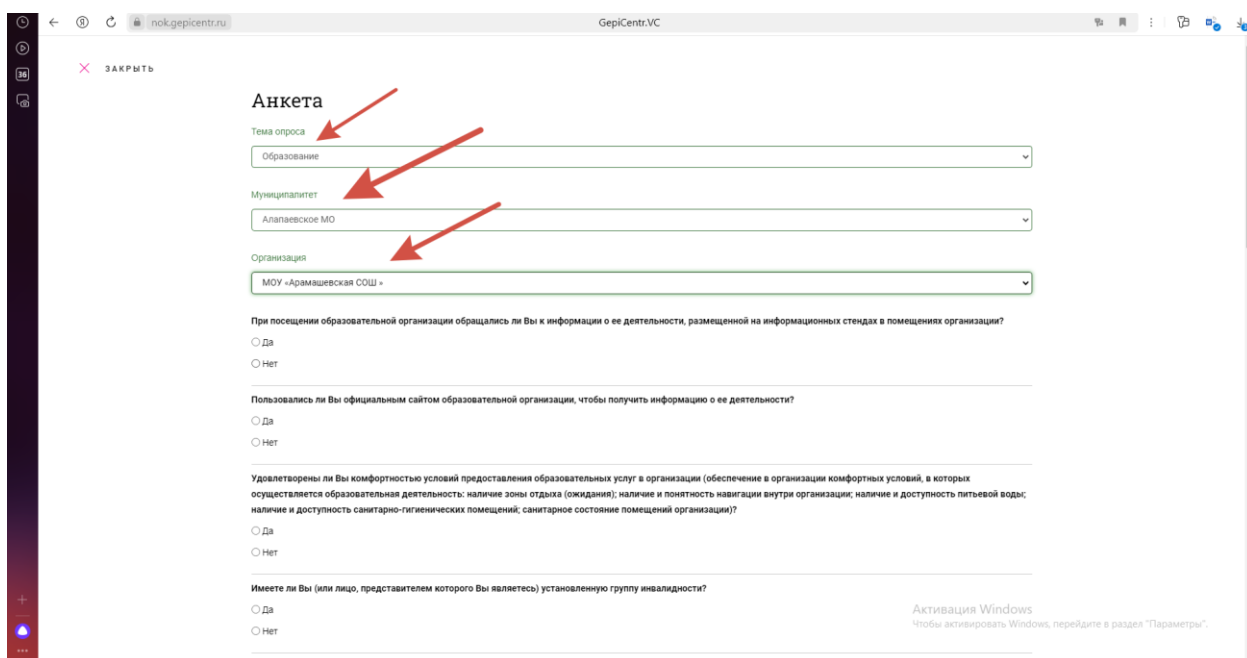 nok.gepicentr.ru
GepiCentr.VC
36
ЗАКРЫТЬ
Анкета
Тема опроса
Образование
Муниципалитет
Алапаевское МО
Организация
МОУ «Арамашевская СОШ »
При посещении образовательной организации обращались ли Вы к информации о ее деятельности, размещенной на информационных стендах в помещениях организации?
Да
Нет
Пользовались ли Вы официальным сайтом образовательной организации, чтобы получить информацию о ее деятельности?
Да
Нет
Удовлетворены ли Вы комфортностью условий предоставления образовательных услуг в организации (обеспечение в организации комфортных условий, в которых
осуществляется образовательная деятельность: наличие зоны отдыха (ожидания); наличие и понятность навигации внутри организации; наличие и доступность питьевой воды;
наличие и доступность санитарно-гигиенических помещений; санитарное состояние помещений организации)?
Да
Нет
Имеете ли Вы (или лицо, представителем которого Вы являетесь) установленную группу инвалидности?
Да
Нет
Активация Windows
Чтобы активировать Windows, перейдите в раздел "Параметры".